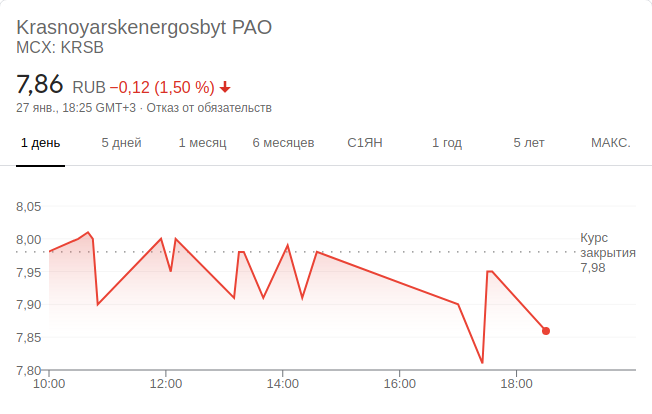 Krasnoyarskenergosbyt PAO
MCX: KRSB
7,86 RUB −0,12 (1,50 %)
27 янв., 18:25 GMT+3 · Отказ от обязательств
1 день 5 дней 1 месяц 6 месяцев С1ЯН 1 год 5 лет МАКС.
8,05
8,00
7,95
7,90
7,85
7,80
Курс
закрытия
7,98
10:00 12:00 14:00 16:00 18:00